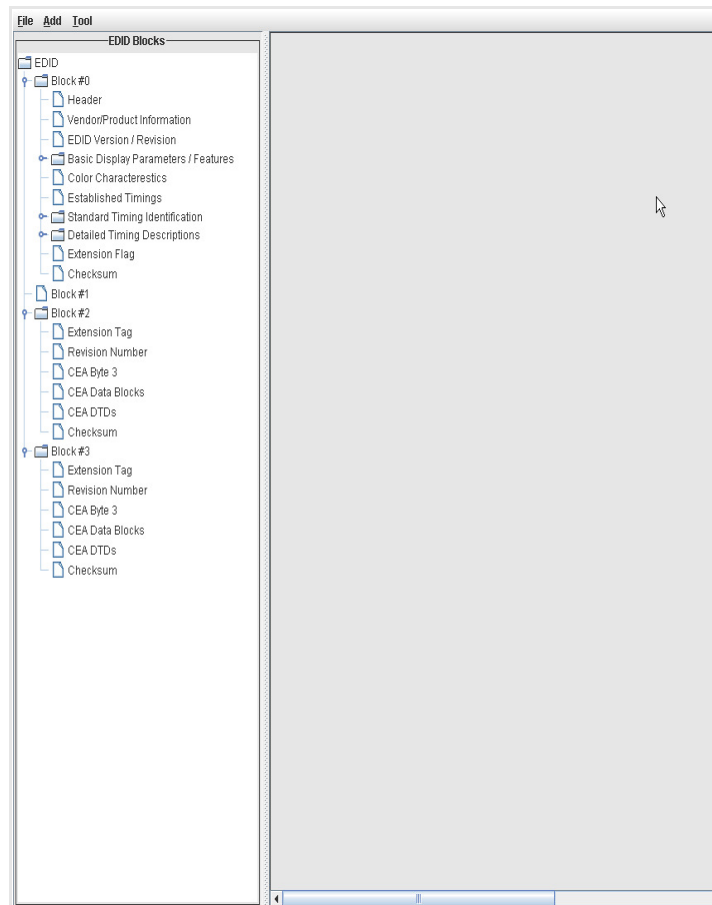 File Add Tool
EDID Blocks
EDID
Block #0
Header
Vendor/Product Information
EDID Version / Revision
Basic Display Parameters / Features
Color Characterestics
Established Timings
Standard Timing Identification
Detailed Timing Descriptions
Extension Flag
Checksum
Block #1
Block #2
Extension Tag
Revision Number
CEA Byte 3
CEA Data Blocks
CEA DTDs
Checksum
Block #3
Extension Tag
Revision Number
CEA Byte 3
CEA Data Blocks
CEA DTDs
Checksum